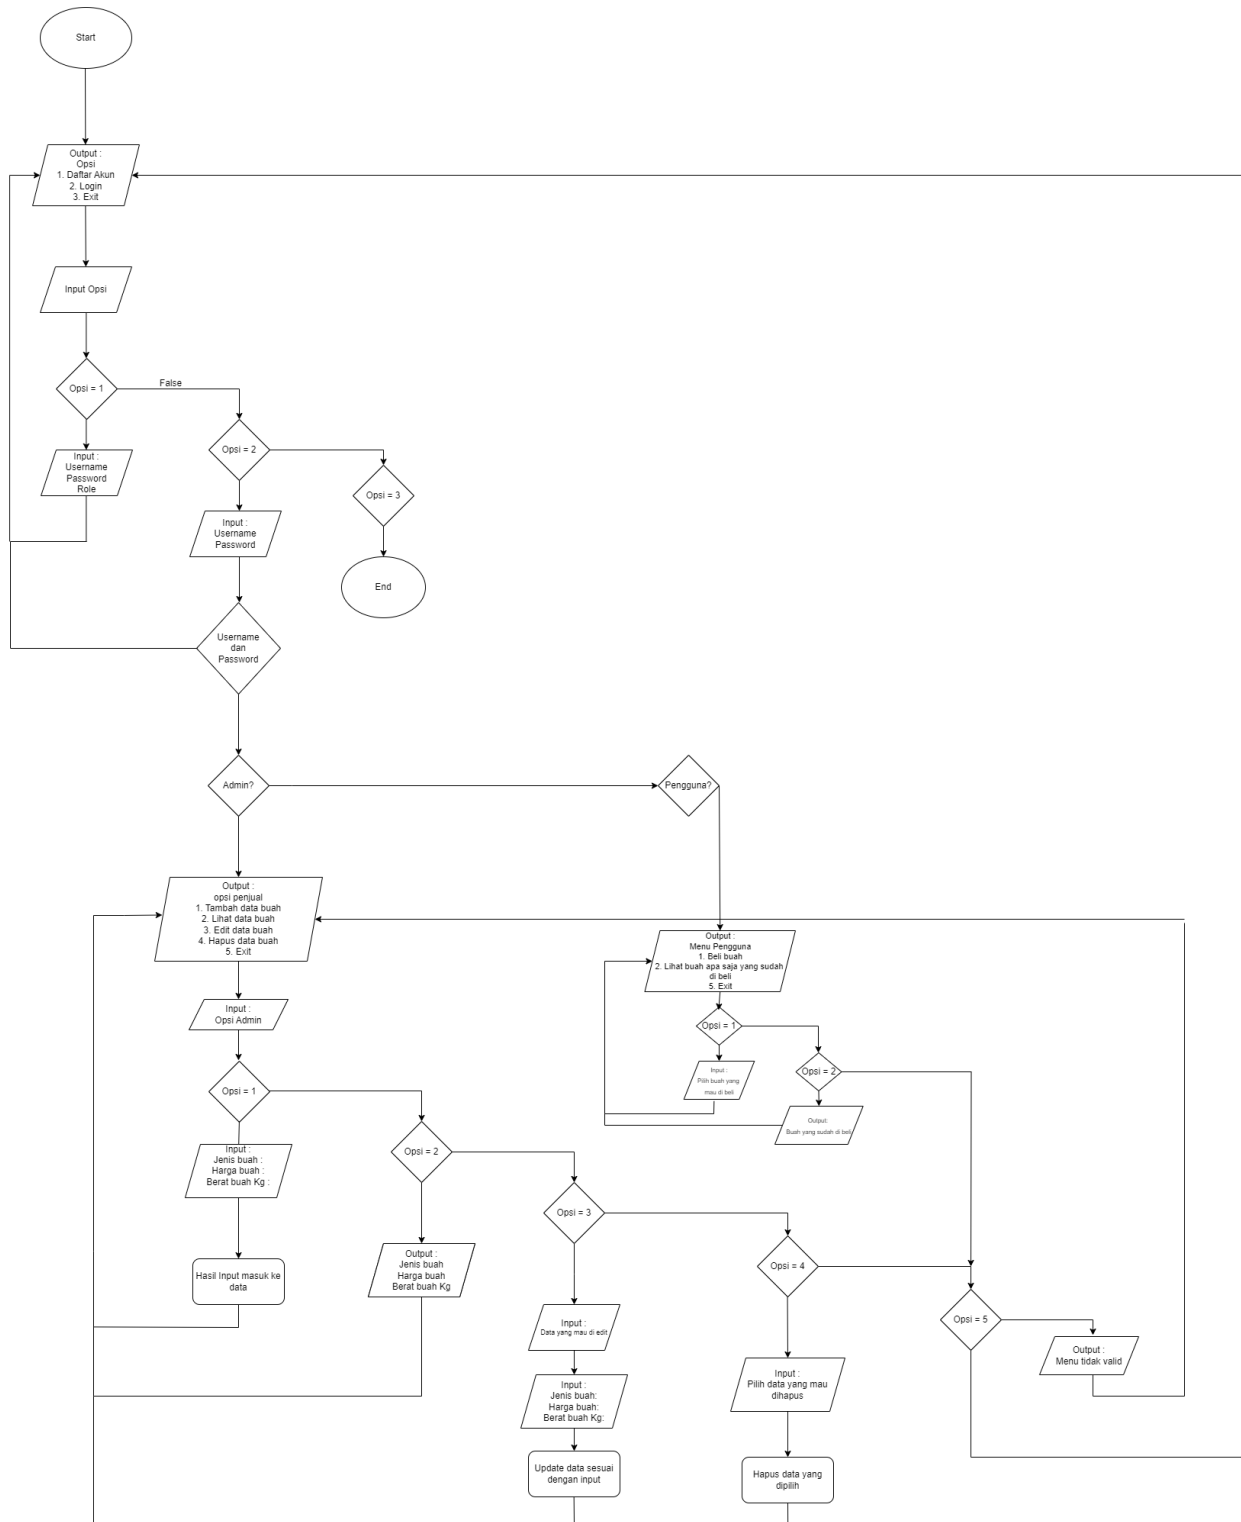 Start
Output :
Opsi
1. Daftar Akun
2. Login
3. Exit
Input Opsi
Opsi = 1
False
Opsi = 2
Opsi = 3
Input :
Username
Password
Role
Input :
Username
Password
End
Username
dan
Password
Admin?
Pengguna?
Output :
opsi penjual
1. Tambah data buah
2. Lihat data buah
3. Edit data buah
4. Hapus data buah
5. Exit
Output :
Menu Pengguna
1. Beli buah
2. Lihat buah apa saja yang sudah
di beli
5. Exit
Input :
Opsi Admin
Opsi = 1
Opsi = 2
Input :
Pilih buah yang
mau di beli
Output:
Buah yang sudah di beli
Opsi = 1
Opsi = 2
Opsi = 3
Opsi = 4
Opsi = 5
Input :
Jenis buah :
Harga buah :
Berat buah Kg :
Hasil Input masuk ke
data
Output :
Jenis buah
Harga buah
Berat buah Kg
Input :
Data yang mau di edit
Input :
Jenis buah:
Harga buah:
Berat buah Kg:
Update data sesuai
dengan input
Input :
Pilih data yang mau
dihapus
Hapus data yang
dipilih
Output :
Menu tidak valid